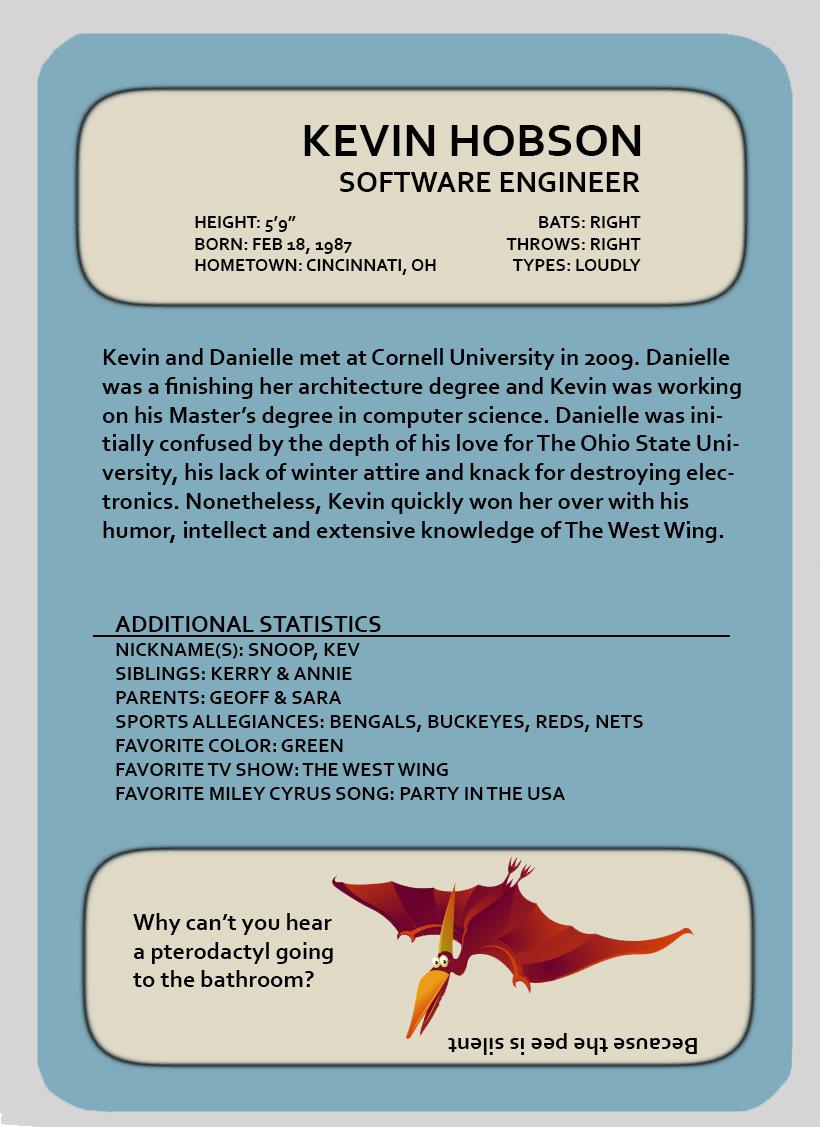 KEVIN HOBSON
SOFTWARE ENGINEER
HEIGHT: 5’9” BATS: RIGHT
BORN: FEB 18, 1987 THROWS: RIGHT
HOMETOWN: CINCINNATI, OH TYPES: LOUDLY
Kevin and Danielle met at Cornell University in 2009. Danielle
was a finishing her architecture degree and Kevin was working
on his Master’s degree in computer science. Danielle was ini-
tially confused by the depth of his love for The Ohio State Uni-
versity, his lack of winter attire and knack for destroying elec-
tronics. Nonetheless, Kevin quickly won her over with his
humor, intellect and extensive knowledge of The West Wing.
ADDITIONAL STATISTICS
NICKNAME(S): SNOOP, KEV
SIBLINGS: KERRY & ANNIE
PARENTS: GEOFF & SARA
SPORTS ALLEGIANCES: BENGALS, BUCKEYES, REDS, NETS
FAVORITE COLOR: GREEN
FAVORITE TV SHOW: THE WEST WING
FAVORITE MILEY CYRUS SONG: PARTY IN THE USA
Why can’t you hear
a pterodactyl going
to the bathroom?
Because the pee is silent